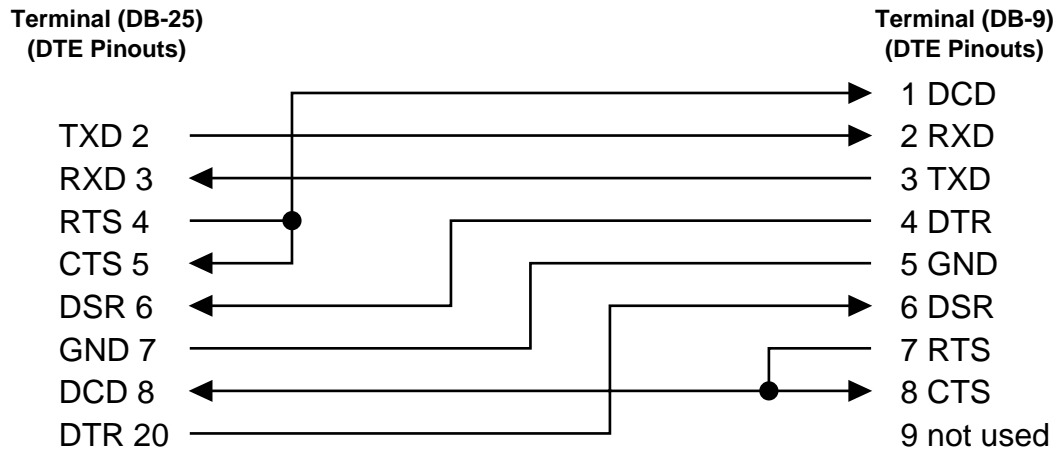 Terminal (DB-25)
(DTE Pinouts)
TXD 2
RXD 3
RTS 4
CTS 5
DSR 6
GND 7
DCD 8
DTR 20
Terminal (DB-9)
(DTE Pinouts)
1 DCD
2 RXD
3 TXD
4 DTR
5 GND
6 DSR
7 RTS
8 CTS
9 not used